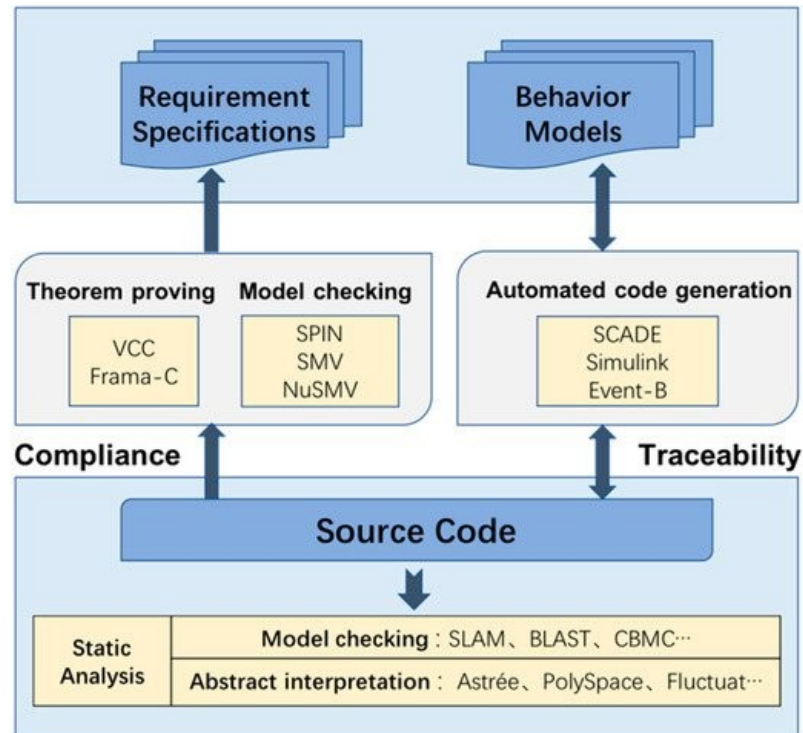 Requirement
Specifications
Behavior
Models
Theorem proving
VCC
Frama-C
Model checking
SPIN
SMV
NuSMV
Automated code generation
SCADE
Simulink
Event-B
Compliance
Traceability
Source Code
Static
Analysis
Model checking：SLAM、BLAST、CBMC…
Abstract interpretation：Astrée、PolySpace、Fluctuat…